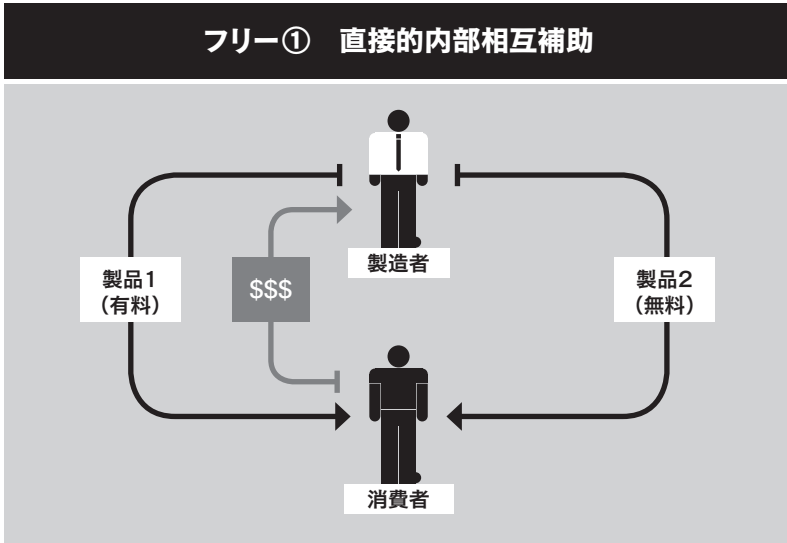 フリー① 直接的内部相互補助
製造者
製品1
（有料）
$$$
製品2
（無料）
消費者